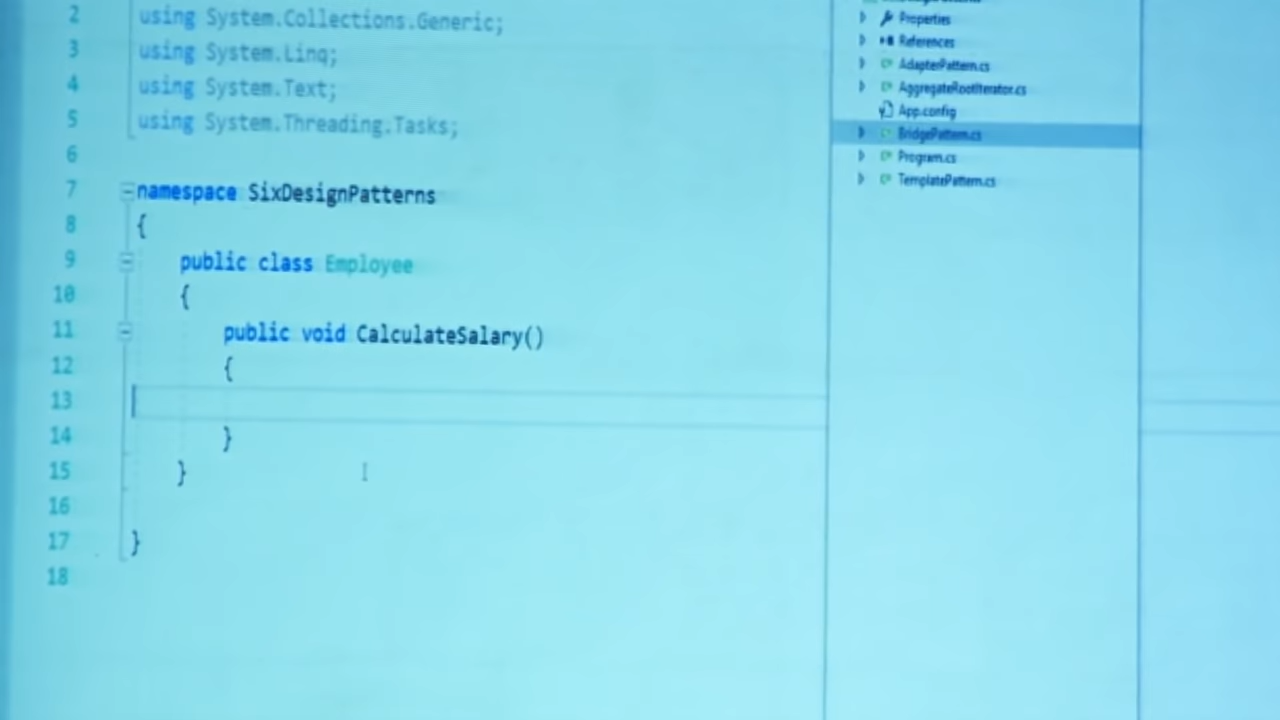 2 using System.Collections.Generic;
3 using System.Linq;
4 using System.Text;
5 using System.Threading.Tasks;
6
7 namespace SixDesignPatterns
8 {
9 public class Employee
10 {
11 public void CalculateSalary()
12 {
13
14 }
15 }
16
17 }
18
Properties
References
AdapterPattern.cs
AggregateRootIterator.cs
App.config
BridgePattern.cs
Program.cs
TemplatePattern.cs